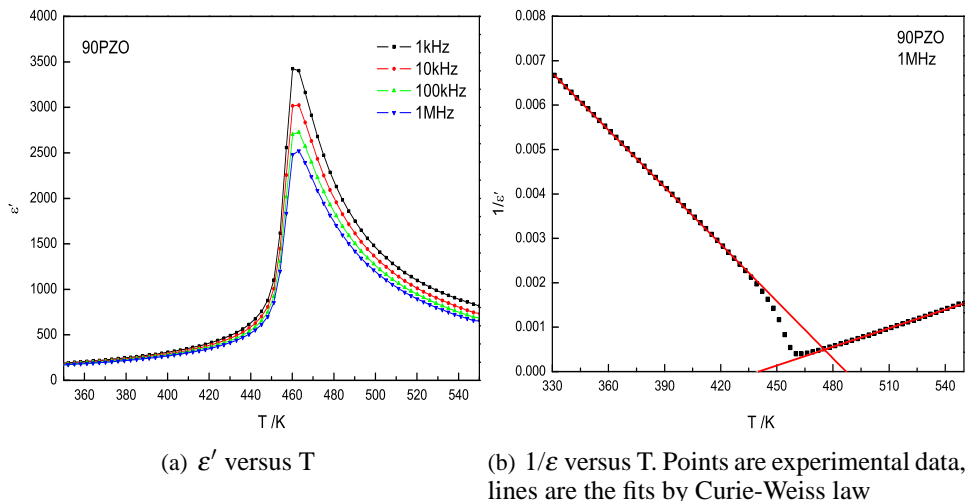 4000
3500
3000
2500
2000
1500
1000
500
0
ε′
90PZO
1kHz
10kHz
100kHz
1MHz
360 380 400 420 440 460 480 500 520 540
T /K
(a) ε′ versus T
0.008
0.007
0.006
0.005
0.004
0.003
0.002
0.001
0.000
1/ε′
90PZO
1MHz
330 360 390 420 450 480 510 540
T /K
(b) 1/ε versus T. Points are experimental data,
lines are the fits by Curie-Weiss law